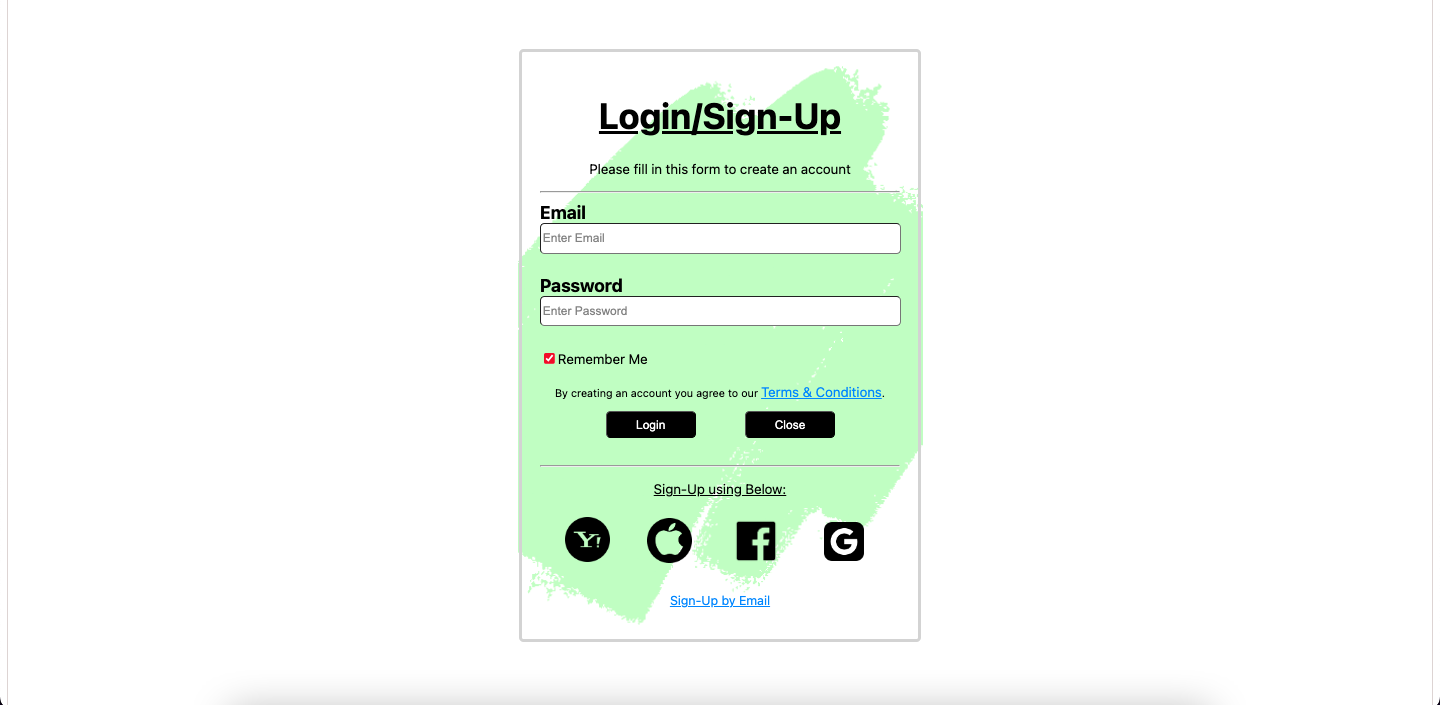 Login/Sign-Up
Please fill in this form to create an account
Email
Enter Email
Password
Enter Password
Remember Me
By creating an account you agree to our Terms & Conditions.
Login Close
Sign-Up using Below:
Y! f G
Sign-Up by Email